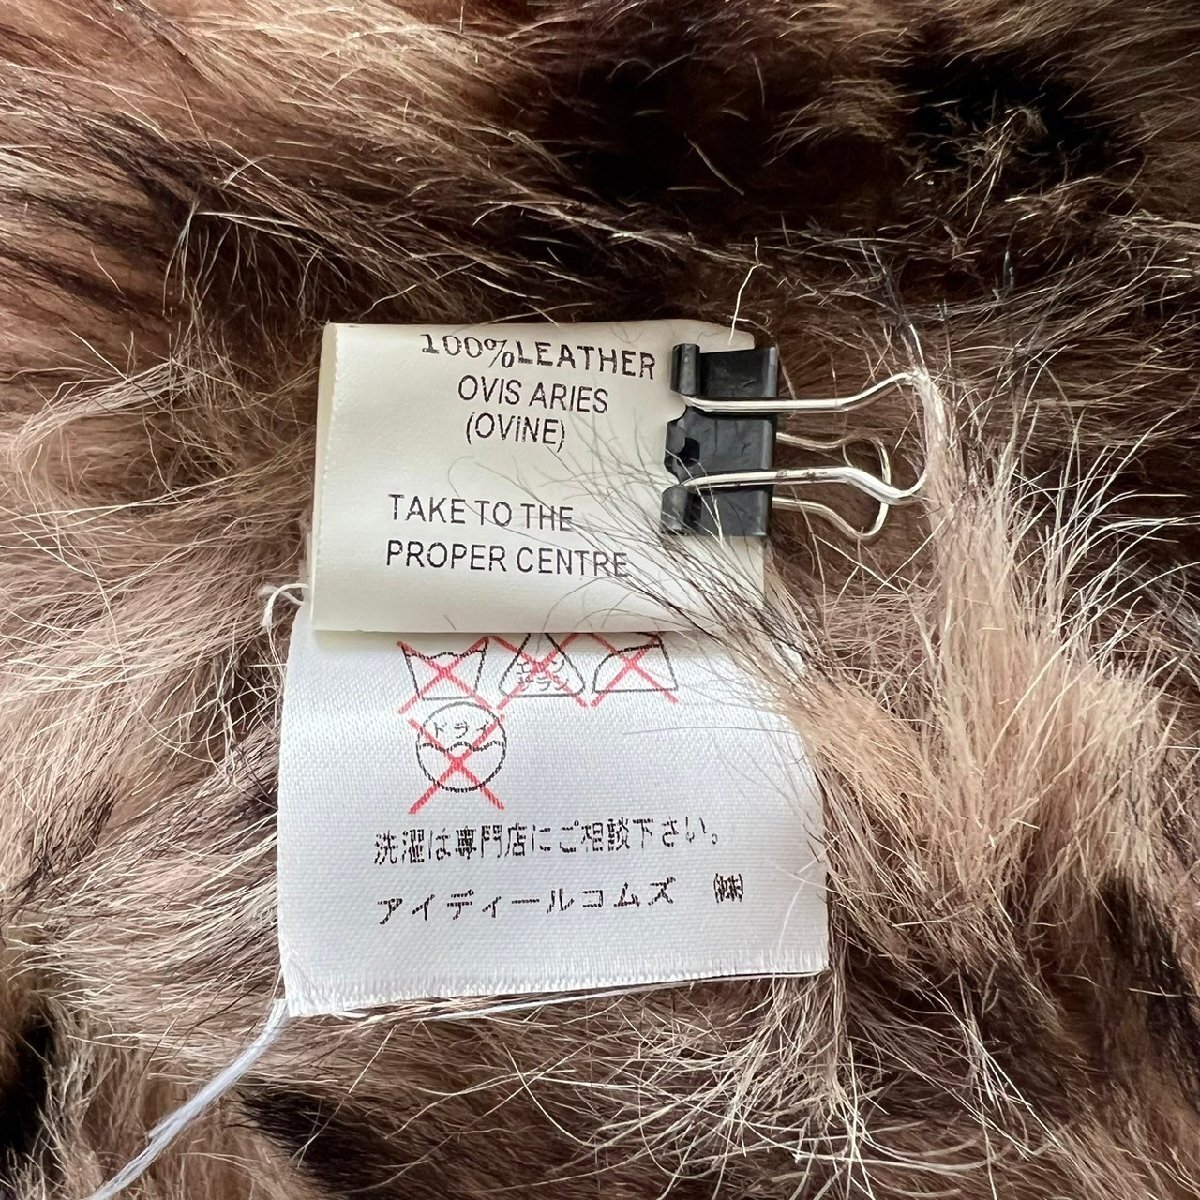 100%LEATHER
OVIS ARIES
(OVINE)
TAKE TO THE
PROPER CENTRE
ドライ
洗濯は専門店にご相談下さい。
アイディールコムズ ㈱